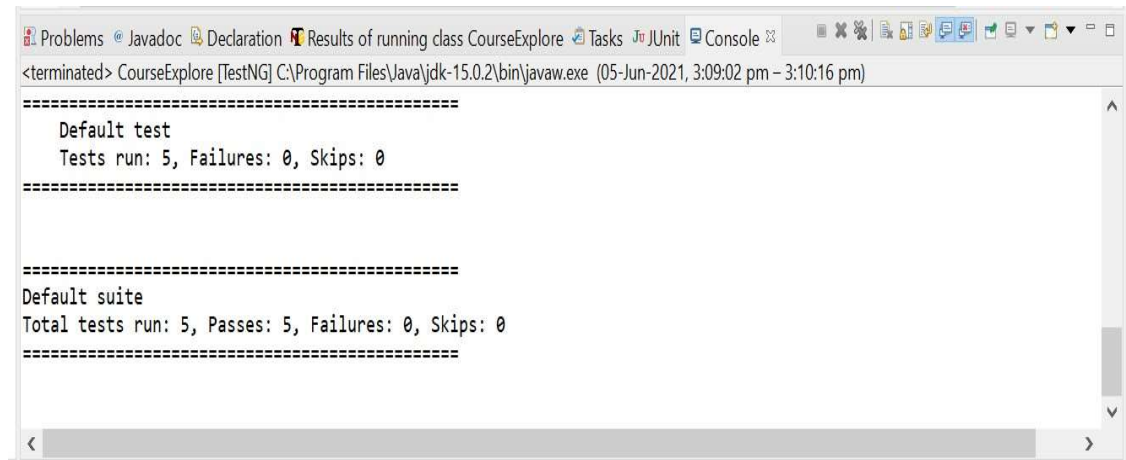 Problems @ Javadoc Declaration Results of running class CourseExplore Tasks Ju JUnit Console
<terminated> CourseExplore [TestNG] C:\Program Files\Java\jdk-15.0.2\bin\javaw.exe (05-Jun-2021, 3:09:02 pm – 3:10:16 pm)
===============================================
    Default test
    Tests run: 5, Failures: 0, Skips: 0
===============================================
===============================================
Default suite
Total tests run: 5, Passes: 5, Failures: 0, Skips: 0
===============================================